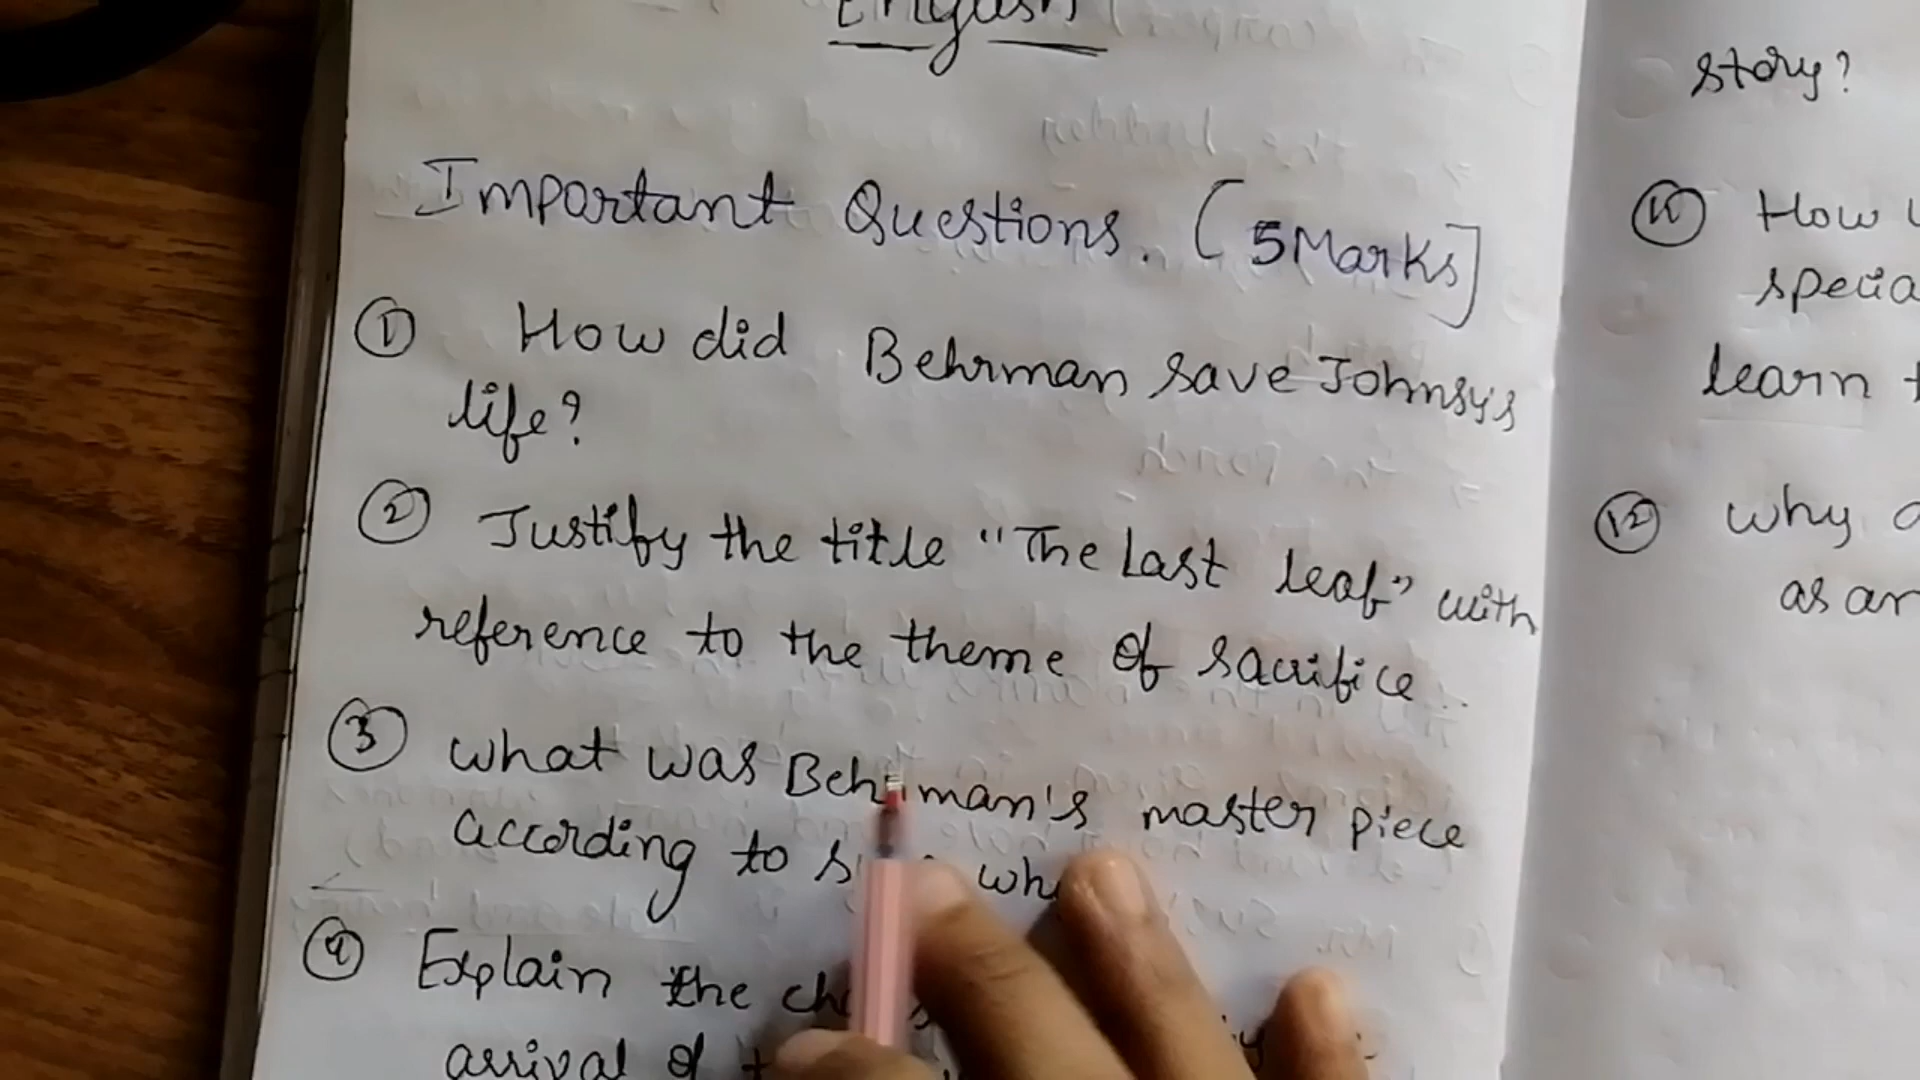 English
Important Questions. [5 Marks]
① How did Behrman save Johnsy's
life?
② Justify the title "The Last leaf" with
reference to the theme of sacrifice.
③ what was Behrman's master piece
according to
④ Explain the
arrival of
story?
⑪ How
learn
⑫ why
as an